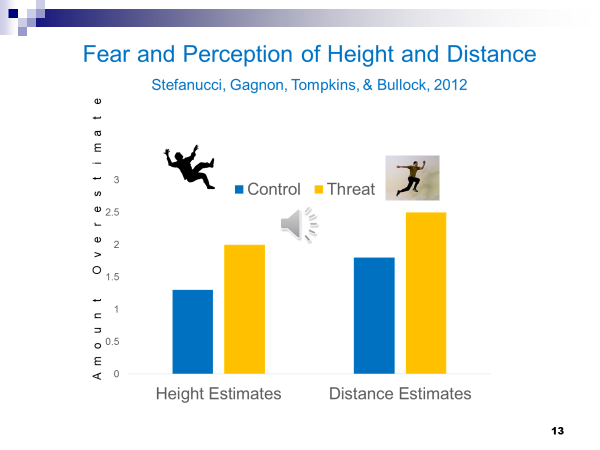 Fear and Perception of Height and Distance
Stefanucci, Gagnon, Tompkins, & Bullock, 2012
Amount Overestimate
Control Threat
3
2.5
2
1.5
1
0.5
0
Height Estimates Distance Estimates
13